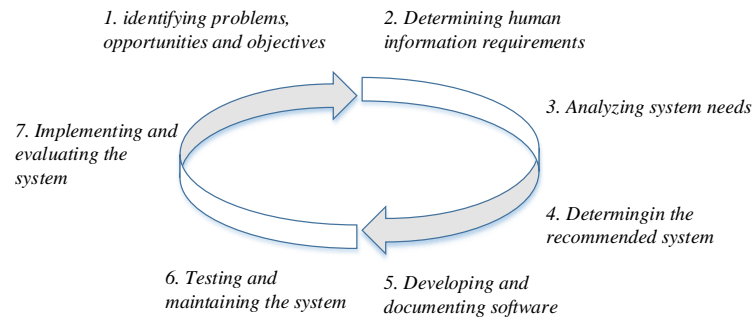 1. identifying problems,
opportunities and objectives
2. Determining human
information requirements
3. Analyzing system needs
4. Determingin the
recommended system
5. Developing and
documenting software
6. Testing and
maintaining the system
7. Implementing and
evaluating the
system